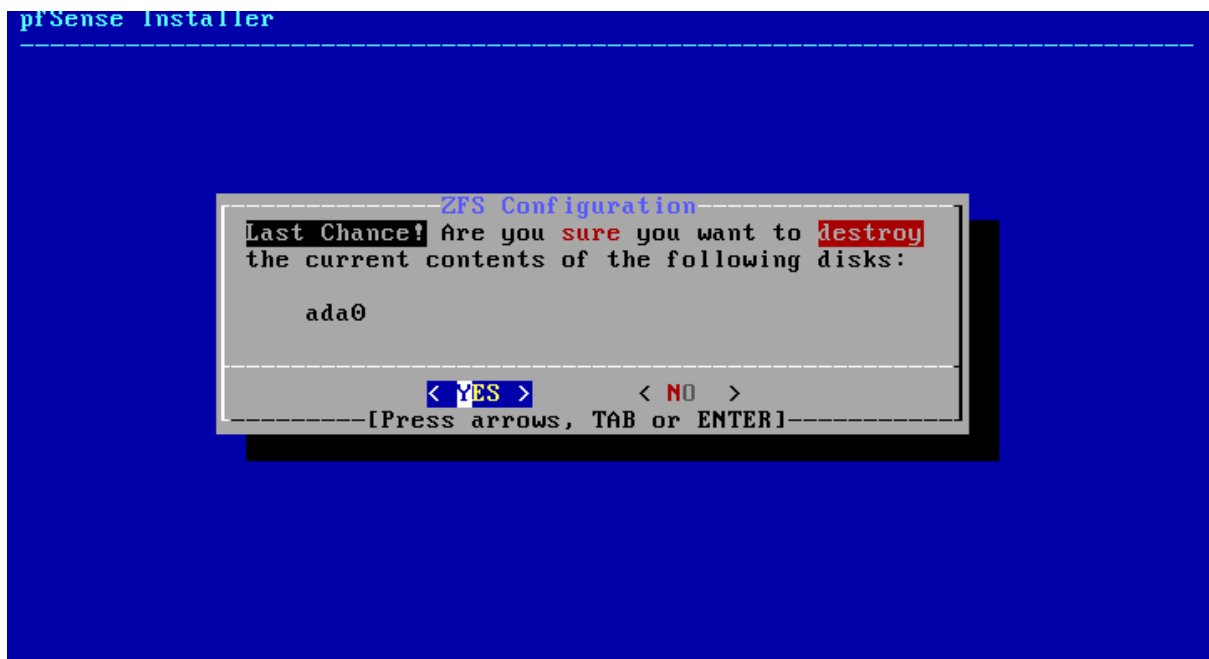 pfSense Installer
ZFS Configuration
Last Chance! Are you sure you want to destroy
the current contents of the following disks:
ada0
< YES > < NO >
[Press arrows, TAB or ENTER]